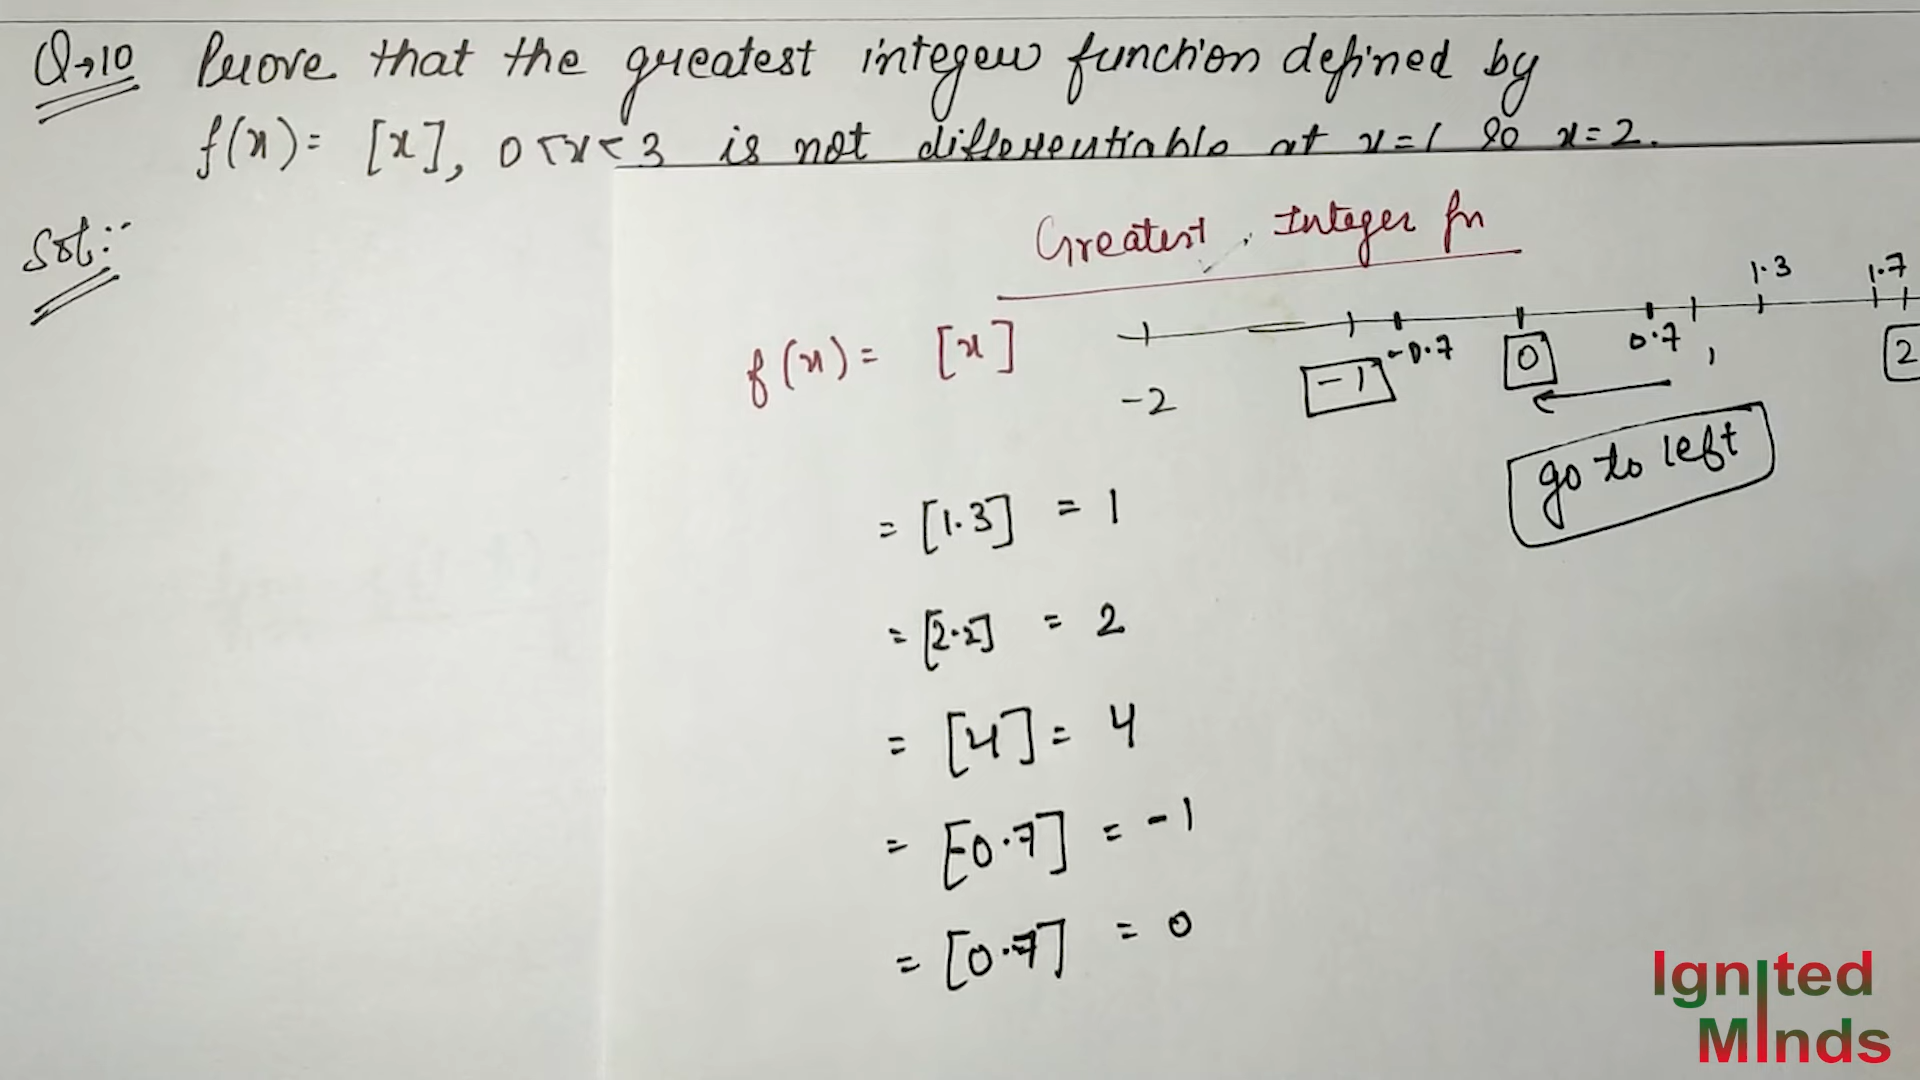 Q→10 Prove that the greatest integer function defined by
f(x) = [x], 0<x<3 is not differentiable at x=1 & x=2.
Sol:-
Greatest Integer fn
f(x) = [x]
1.3 1.7
-2 -1 -0.7 0 0.7 1 2
go to left
= [1.3] = 1
= [2.2] = 2
= [4] = 4
= [-0.7] = -1
= [0.7] = 0
Ignited
Minds